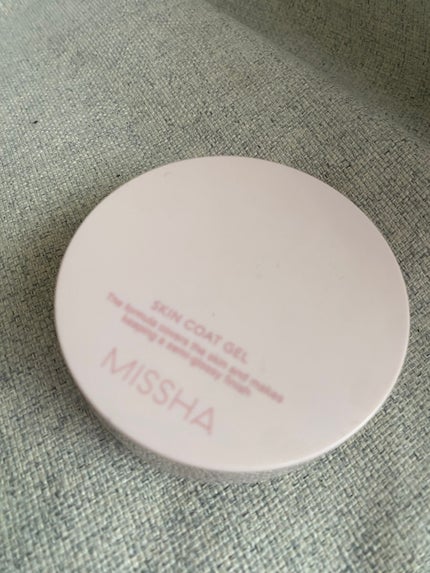 SKIN COAT GEL
The formula covers the skin and makes
keeping a semi-glossy finish
MISSHA